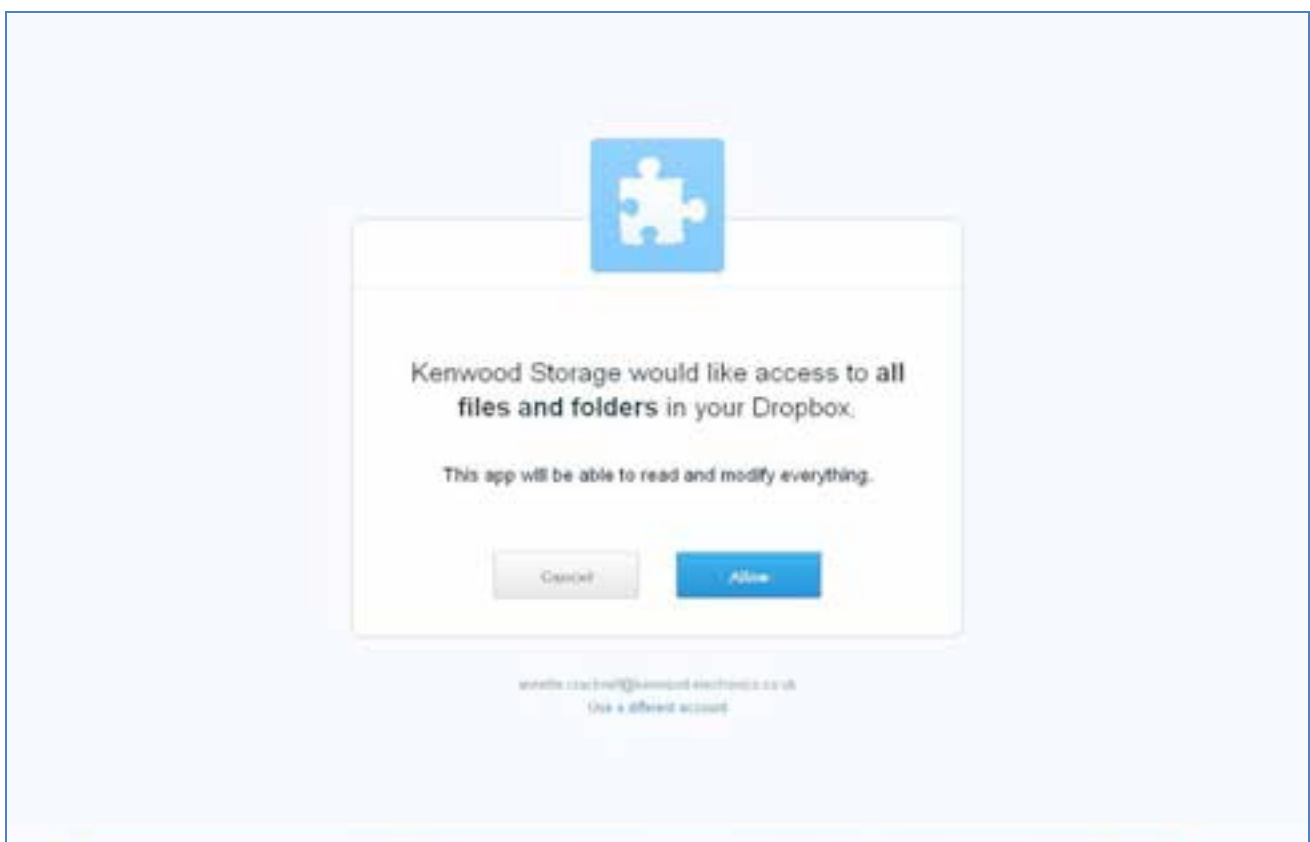 Kenwood Storage would like access to all
files and folders in your Dropbox.
This app will be able to read and modify everything.
Cancel
Allow
Use a different account